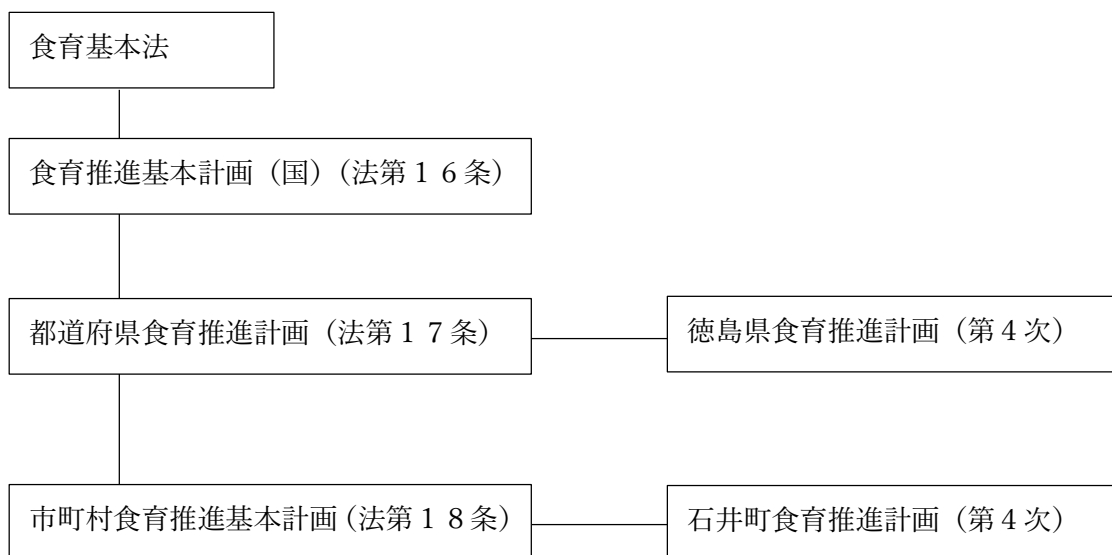 食育基本法
食育推進基本計画（国）（法第１６条）
都道府県食育推進計画（法第１７条）
徳島県食育推進計画（第４次）
市町村食育推進基本計画（法第１８条）
石井町食育推進計画（第４次）